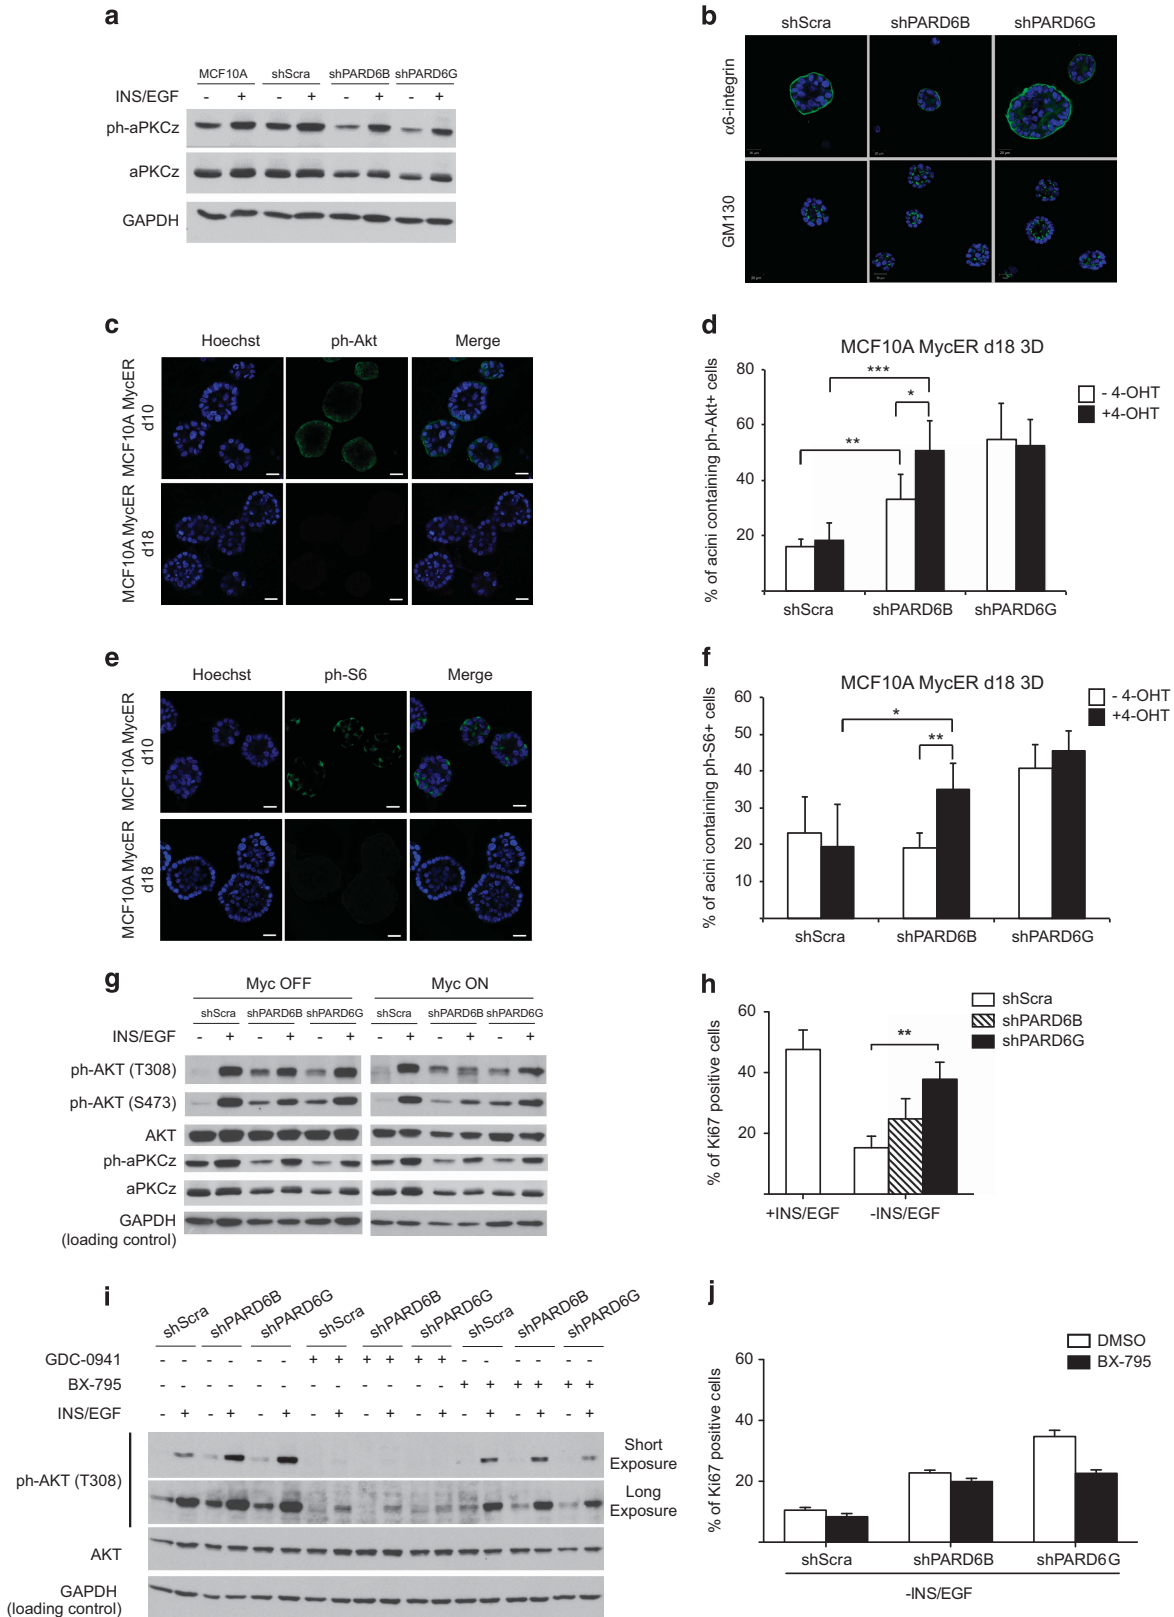 a
MCF10A shScra shPARD6B shPARD6G
INS/EGF - + - + - + - +
ph-aPKCz
aPKCz
GAPDH
b
shScra shPARD6B shPARD6G
α6-integrin
GM130
c
Hoechst ph-Akt Merge
MCF10A MycER d10
MCF10A MycER d18
d
MCF10A MycER d18 3D
% of acini containing ph-Akt+ cells
80
60
40
20
*** * **
- 4-OHT
+4-OHT
shScra shPARD6B shPARD6G
e
Hoechst ph-S6 Merge
MCF10A MycER d10
MCF10A MycER d18
f
MCF10A MycER d18 3D
% of acini containing ph-S6+ cells
60
50
40
30
20
10
* **
- 4-OHT
+4-OHT
shScra shPARD6B shPARD6G
g
Myc OFF Myc ON
shScra shPARD6B shPARD6G shScra shPARD6B shPARD6G
INS/EGF - + - + - + - + - + - +
ph-AKT (T308)
ph-AKT (S473)
AKT
ph-aPKCz
aPKCz
GAPDH
(loading control)
h
% of Ki67 positive cells
60
40
20
**
shScra
shPARD6B
shPARD6G
+INS/EGF -INS/EGF
i
shScra shPARD6B shPARD6G shScra shPARD6B shPARD6G shScra shPARD6B shPARD6G
GDC-0941 - - - - - - + + + + + + - - - - - -
BX-795 - - - - - - - - - - - - + + + + + +
INS/EGF - + - + - + - + - + - + - + - + - +
ph-AKT (T308)
Short
Exposure
Long
Exposure
AKT
GAPDH
(loading control)
j
% of Ki67 positive cells
60
40
20
DMSO
BX-795
shScra shPARD6B shPARD6G
-INS/EGF